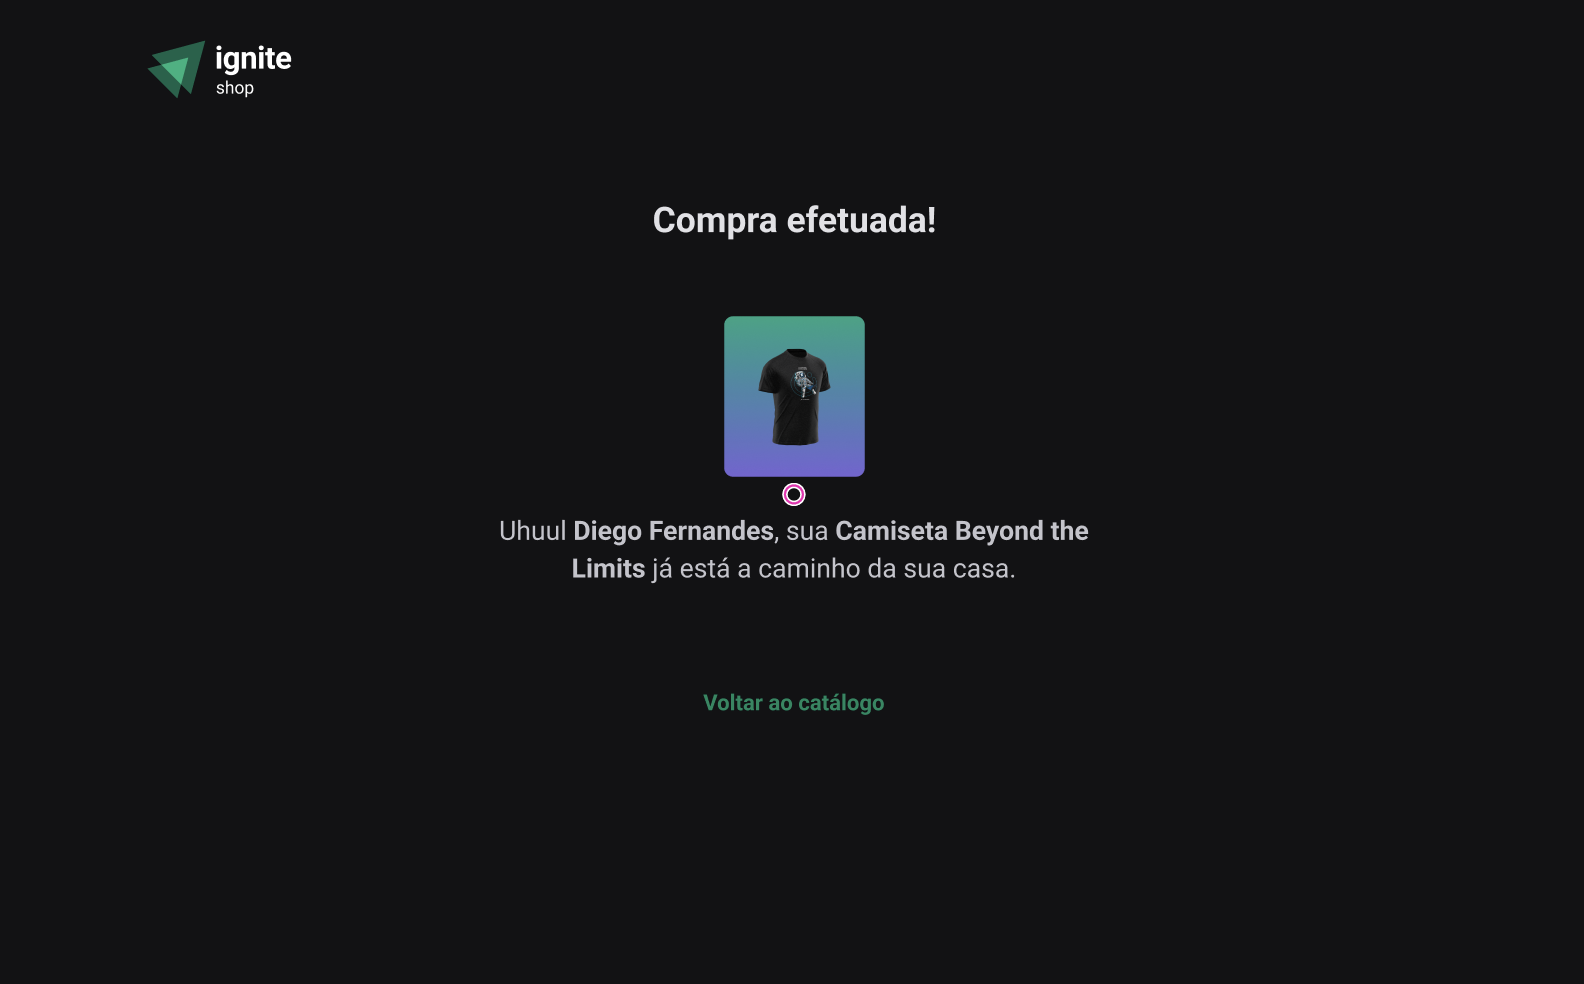 ignite
shop
Compra efetuada!
Uhuul Diego Fernandes, sua Camiseta Beyond the
Limits já está a caminho da sua casa.
Voltar ao catálogo